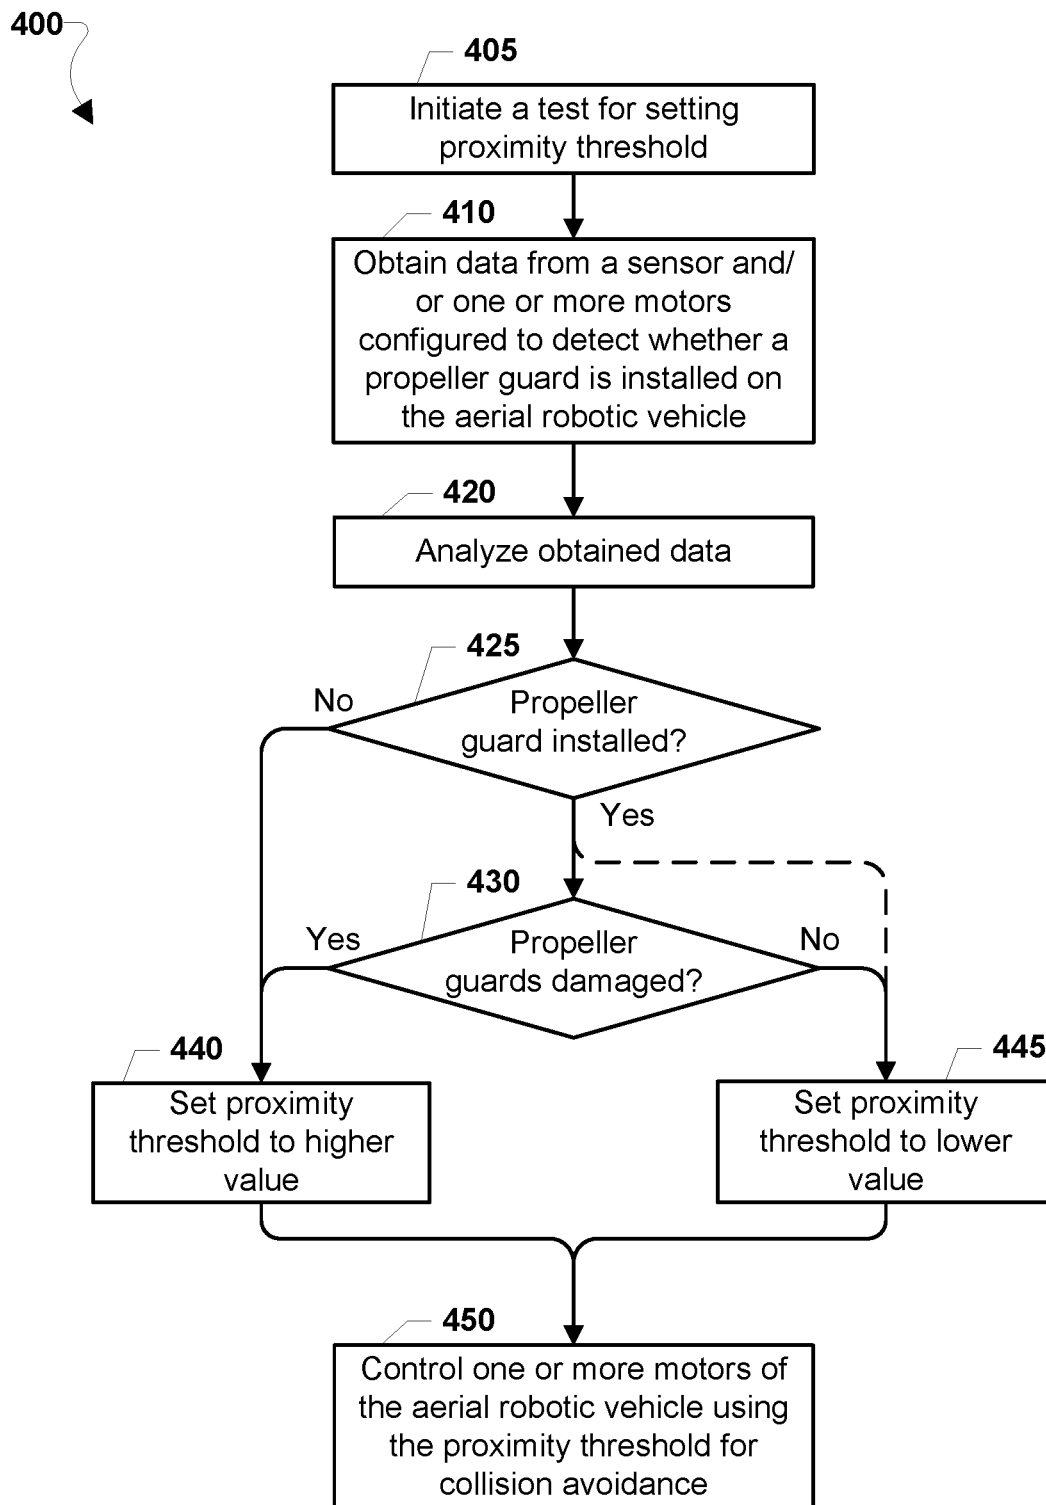 400
405
Initiate a test for setting
proximity threshold
410
Obtain data from a sensor and/
or one or more motors
configured to detect whether a
propeller guard is installed on
the aerial robotic vehicle
420
Analyze obtained data
425
No
Propeller
guard installed?
Yes
430
Yes
Propeller
guards damaged?
No
440
Set proximity
threshold to higher
value
445
Set proximity
threshold to lower
value
450
Control one or more motors of
the aerial robotic vehicle using
the proximity threshold for
collision avoidance